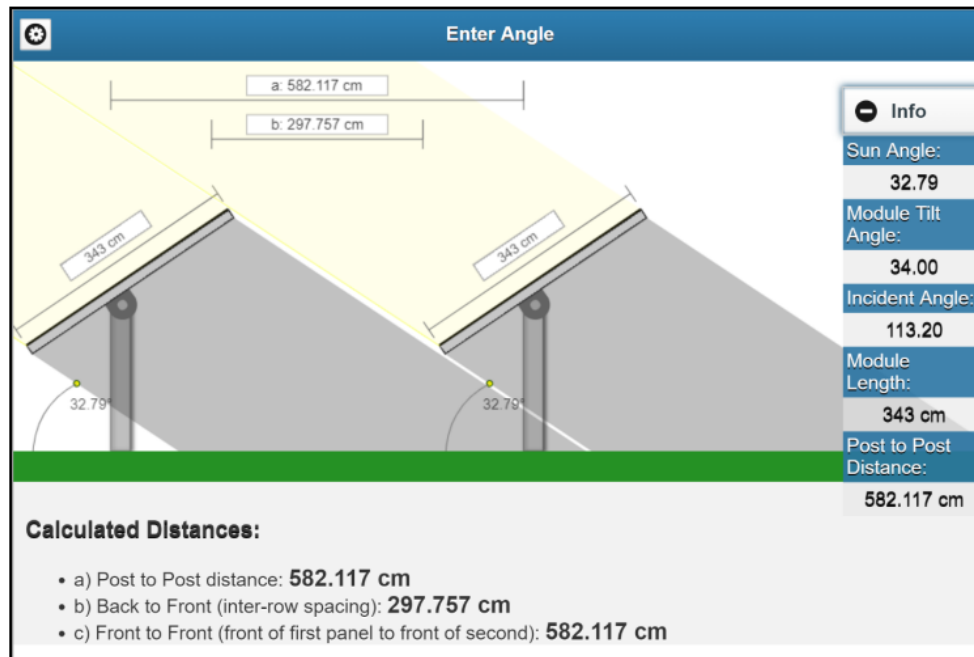 Enter Angle
a: 582.117 cm
b: 297.757 cm
Info
Sun Angle:
32.79
Module Tilt
Angle:
34.00
Incident Angle:
113.20
Module
Length:
343 cm
Post to Post
Distance:
582.117 cm
343 cm
343 cm
32.79°
32.79°
Calculated Distances:
• a) Post to Post distance: 582.117 cm
• b) Back to Front (inter-row spacing): 297.757 cm
• c) Front to Front (front of first panel to front of second): 582.117 cm